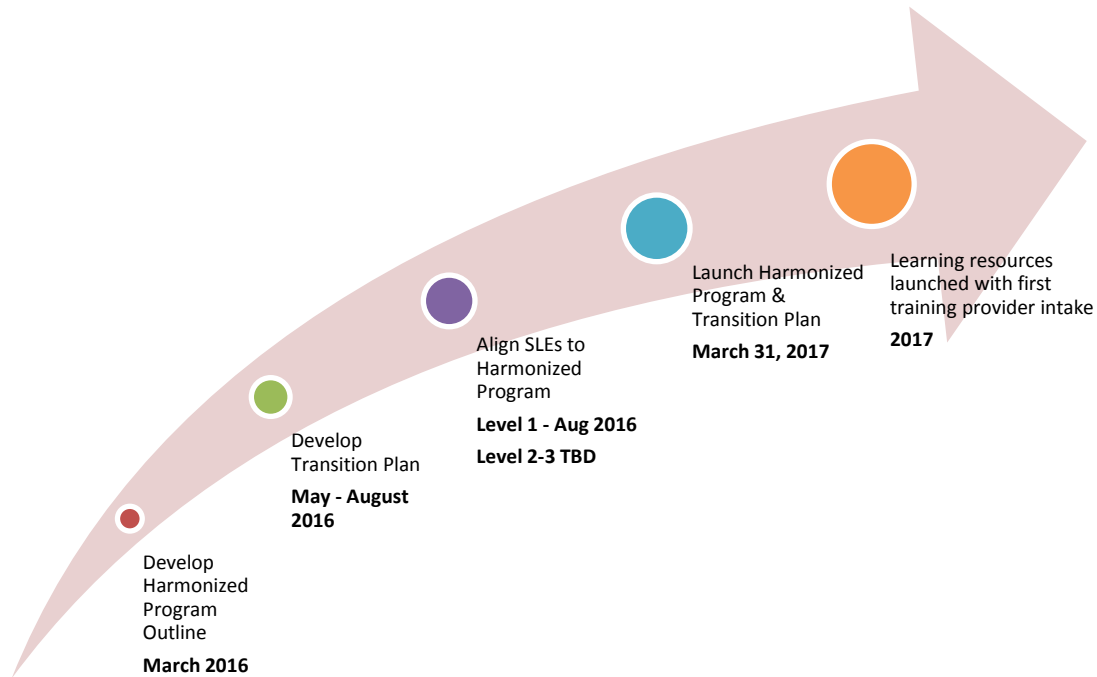 Develop
Harmonized
Program
Outline
March 2016
Develop
Transition Plan
May - August
2016
Align SLEs to
Harmonized
Program
Level 1 - Aug 2016
Level 2-3 TBD
Launch Harmonized
Program &
Transition Plan
March 31, 2017
Learning resources
launched with first
training provider intake
2017